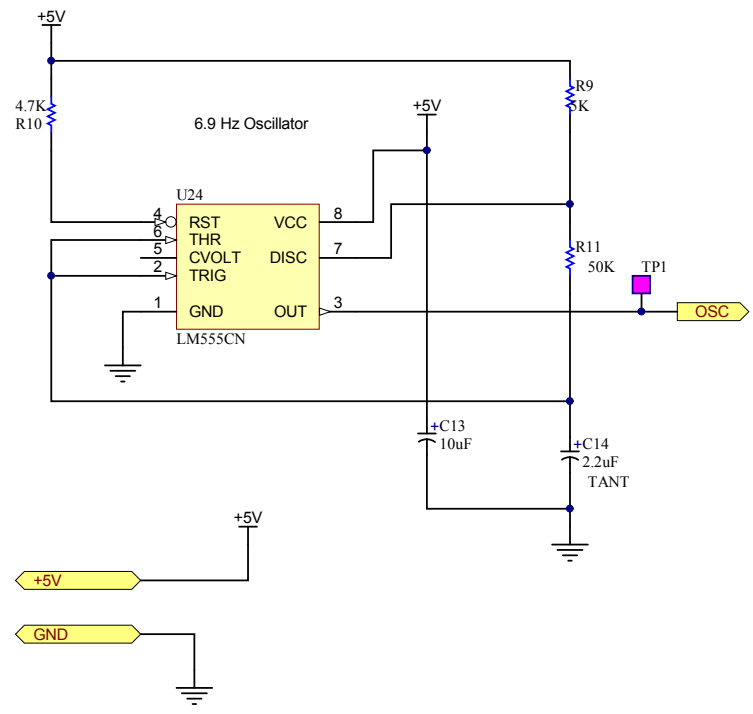 +5V
R9
5K
4.7K
R10
+5V
6.9 Hz Oscillator
U24
4 RST VCC 8
6 THR
5 CVOLT DISC 7
2 TRIG
1 GND OUT 3
LM555CN
R11
50K
TP1
OSC
+C13
10uF
+C14
2.2uF
TANT
+5V
+5V
GND